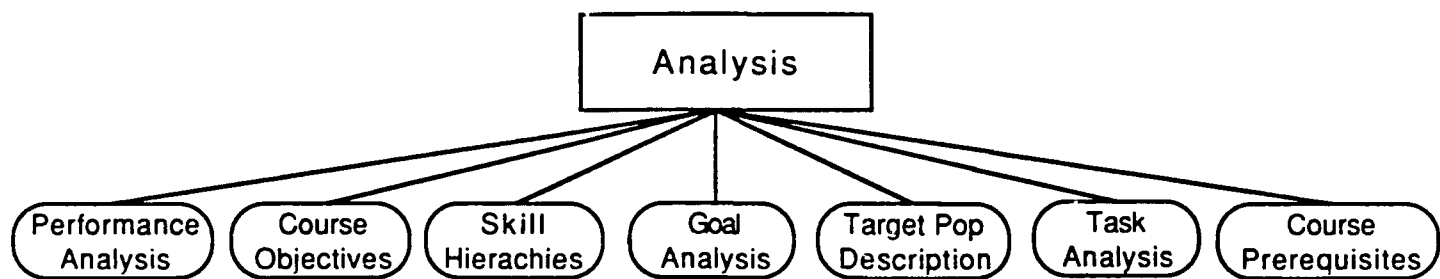 Analysis
Performance
Analysis
Course
Objectives
Skill
Hierachies
Goal
Analysis
Target Pop
Description
Task
Analysis
Course
Prerequisites